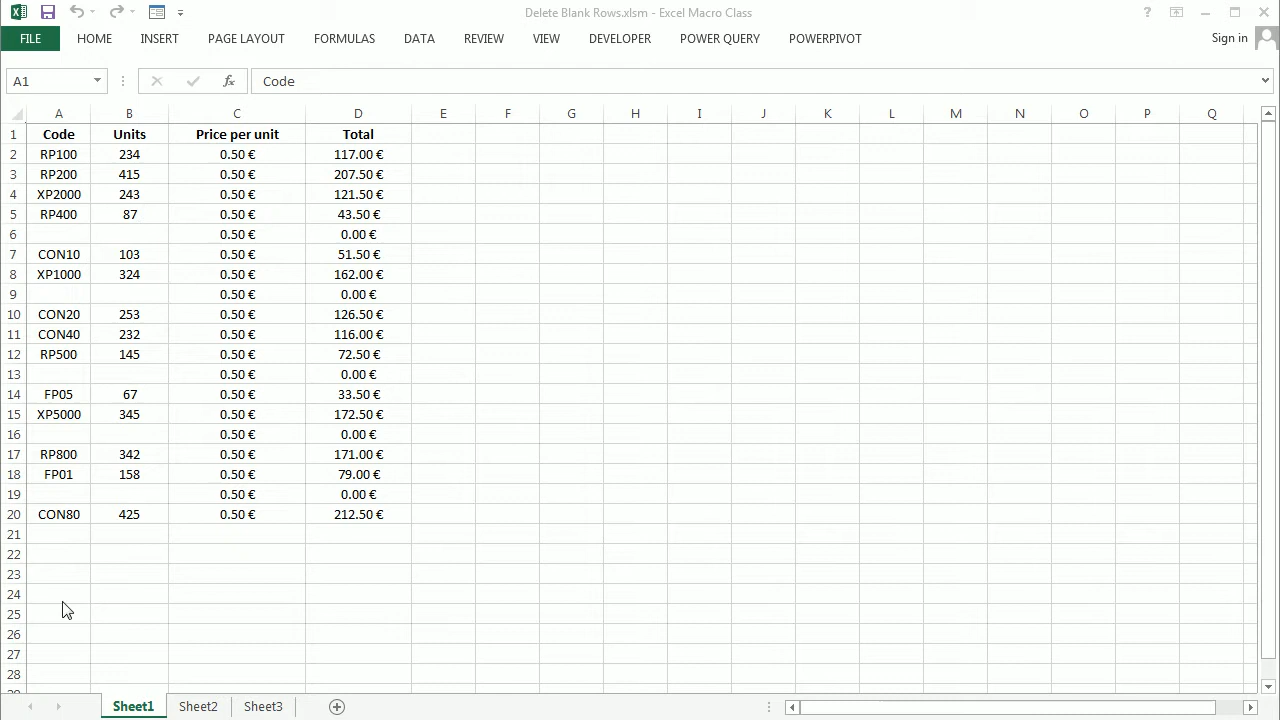 Delete Blank Rows.xlsm - Excel Macro Class
?
FILE HOME INSERT PAGE LAYOUT FORMULAS DATA REVIEW VIEW DEVELOPER POWER QUERY POWERPIVOT Sign in
A1 fx Code
A B C D E F G H I J K L M N O P Q
1 Code Units Price per unit Total
2 RP100 234 0.50 € 117.00 €
3 RP200 415 0.50 € 207.50 €
4 XP2000 243 0.50 € 121.50 €
5 RP400 87 0.50 € 43.50 €
6 0.50 € 0.00 €
7 CON10 103 0.50 € 51.50 €
8 XP1000 324 0.50 € 162.00 €
9 0.50 € 0.00 €
10 CON20 253 0.50 € 126.50 €
11 CON40 232 0.50 € 116.00 €
12 RP500 145 0.50 € 72.50 €
13 0.50 € 0.00 €
14 FP05 67 0.50 € 33.50 €
15 XP5000 345 0.50 € 172.50 €
16 0.50 € 0.00 €
17 RP800 342 0.50 € 171.00 €
18 FP01 158 0.50 € 79.00 €
19 0.50 € 0.00 €
20 CON80 425 0.50 € 212.50 €
21
22
23
24
25
26
27
28
29
Sheet1 Sheet2 Sheet3